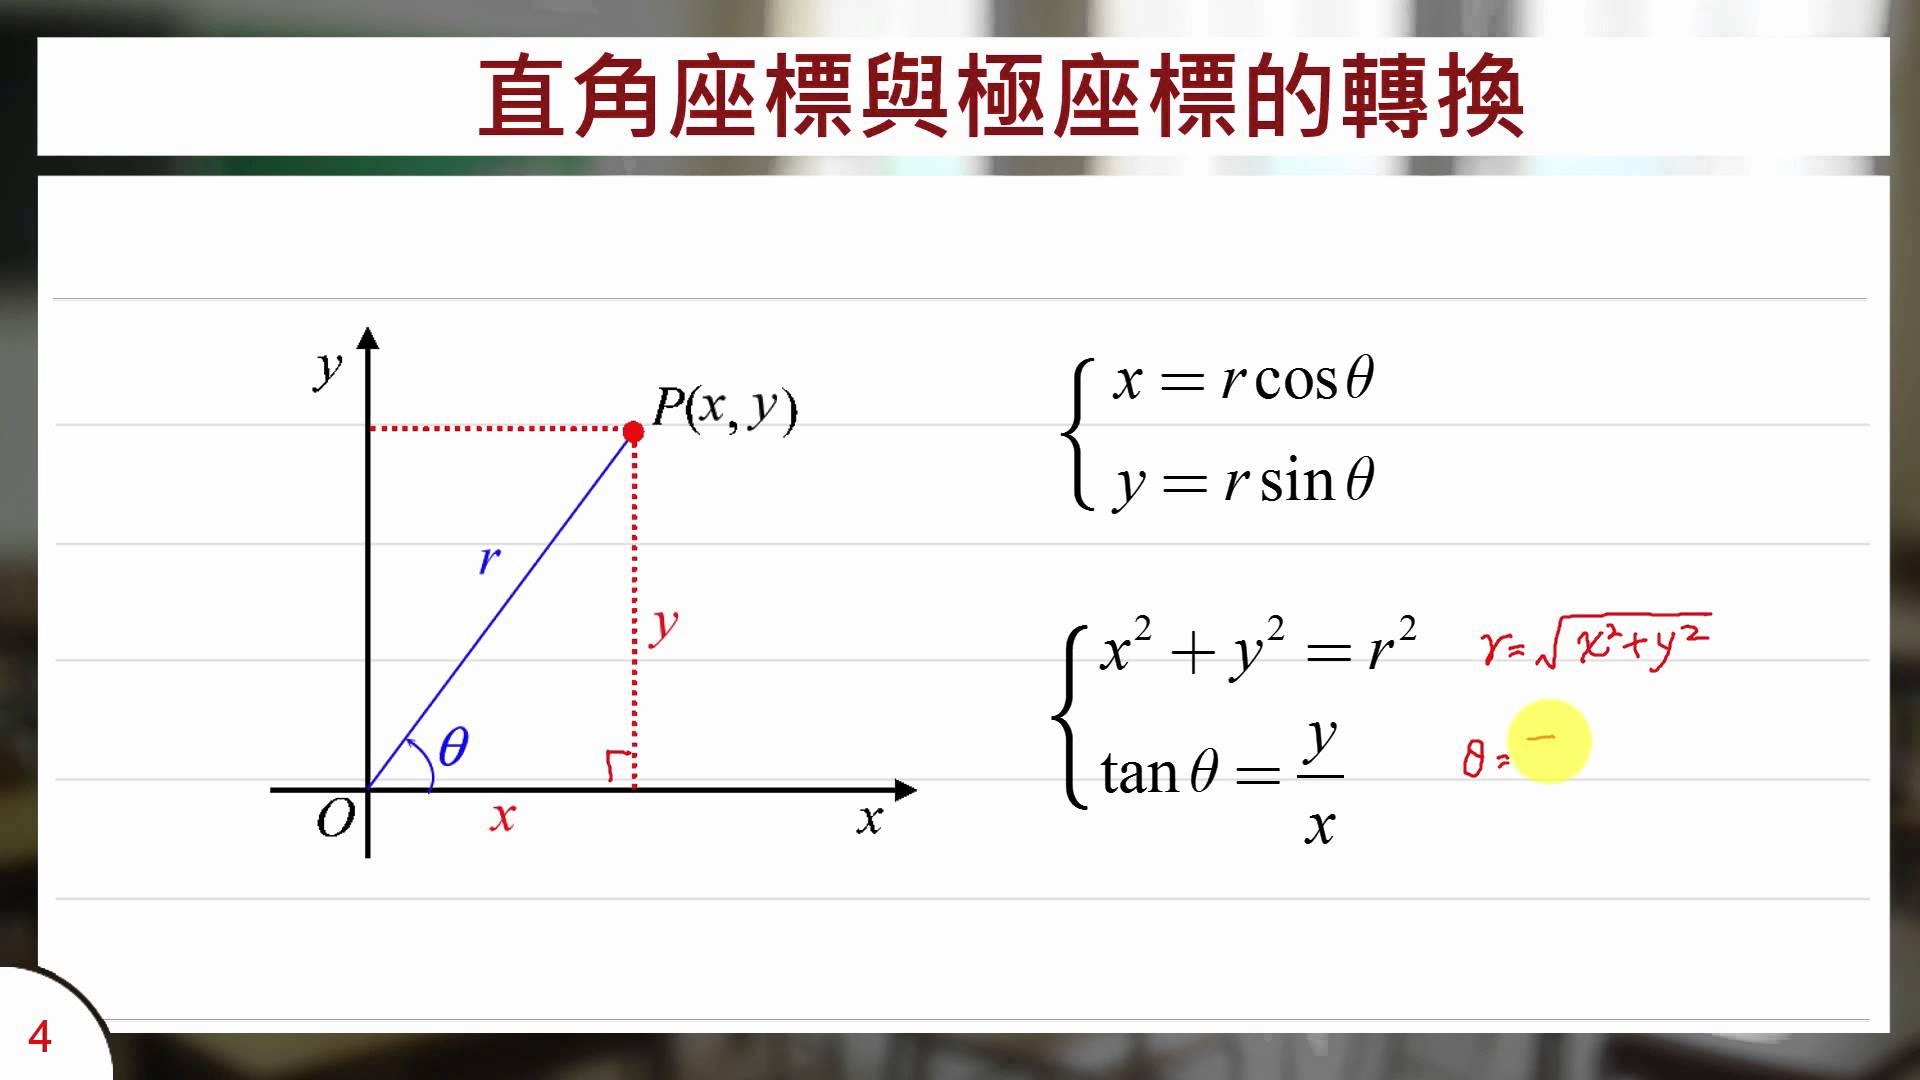 直角座標與極座標的轉換
y
P(x, y)
r
y
θ
O
x
x
x = r cos θ
y = r sin θ
x² + y² = r²
r = √x²+y²
tan θ = y/x
θ =
4